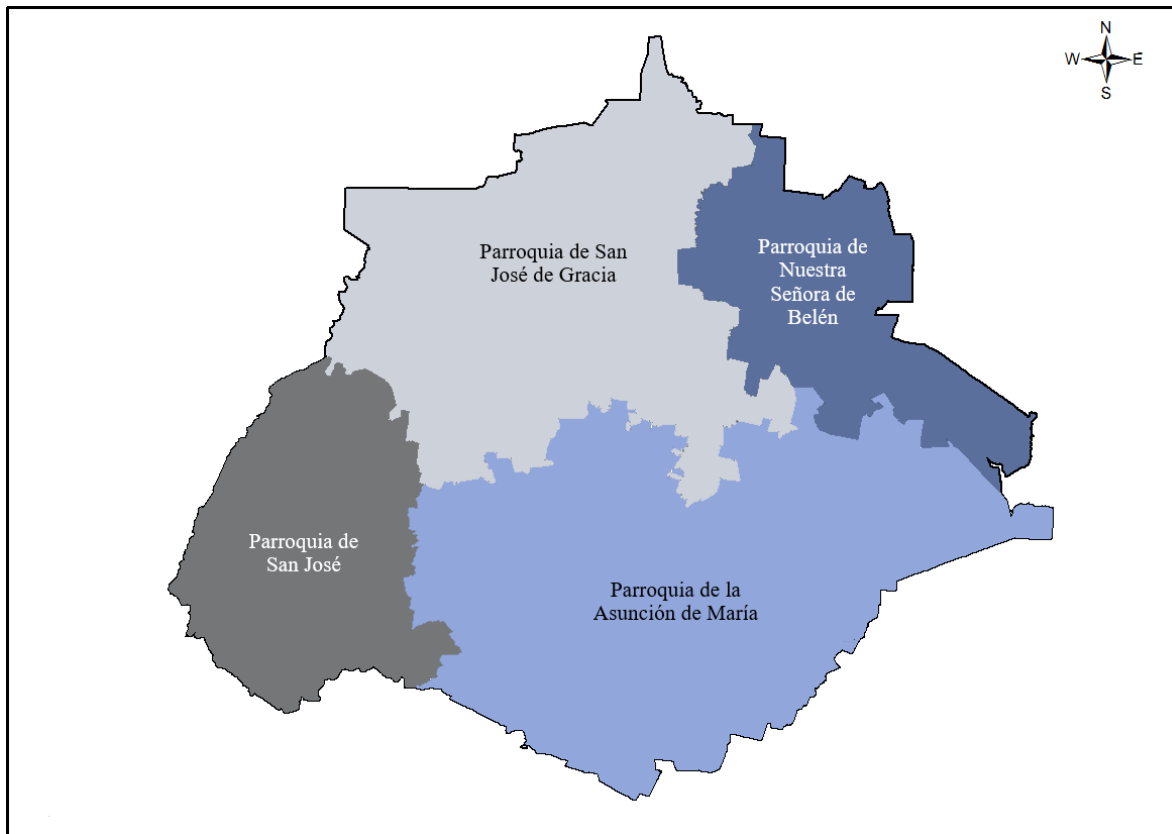 N
W E
S
Parroquia de San
José de Gracia
Parroquia de
Nuestra
Señora de
Belén
Parroquia de
San José
Parroquia de la
Asunción de María